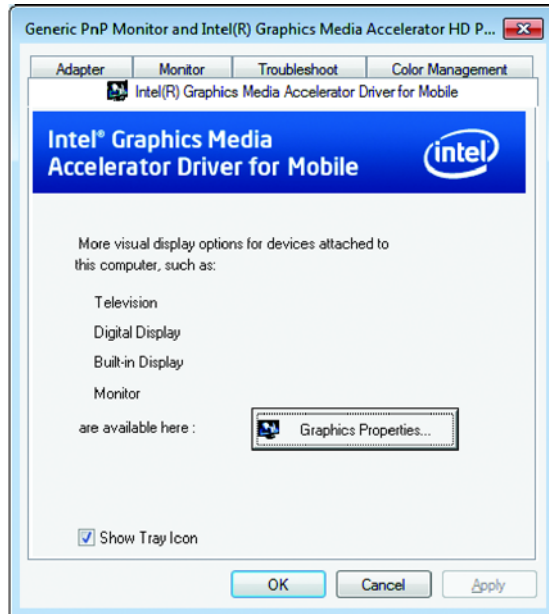 Generic PnP Monitor and Intel(R) Graphics Media Accelerator HD P...
Adapter Monitor Troubleshoot Color Management
Intel(R) Graphics Media Accelerator Driver for Mobile
Intel® Graphics Media
Accelerator Driver for Mobile
intel
More visual display options for devices attached to
this computer, such as:
Television
Digital Display
Built-in Display
Monitor
are available here :
Graphics Properties...
Show Tray Icon
OK Cancel Apply